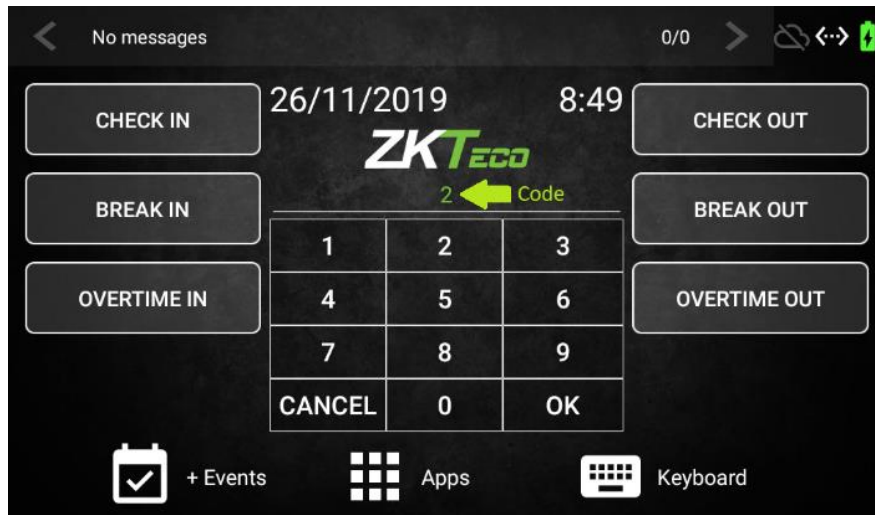 No messages 0/0
26/11/2019 8:49
CHECK IN
CHECK OUT
ZKTECO
2 Code
BREAK IN
BREAK OUT
1 2 3
OVERTIME IN
OVERTIME OUT
4 5 6
7 8 9
CANCEL 0 OK
+ Events Apps Keyboard